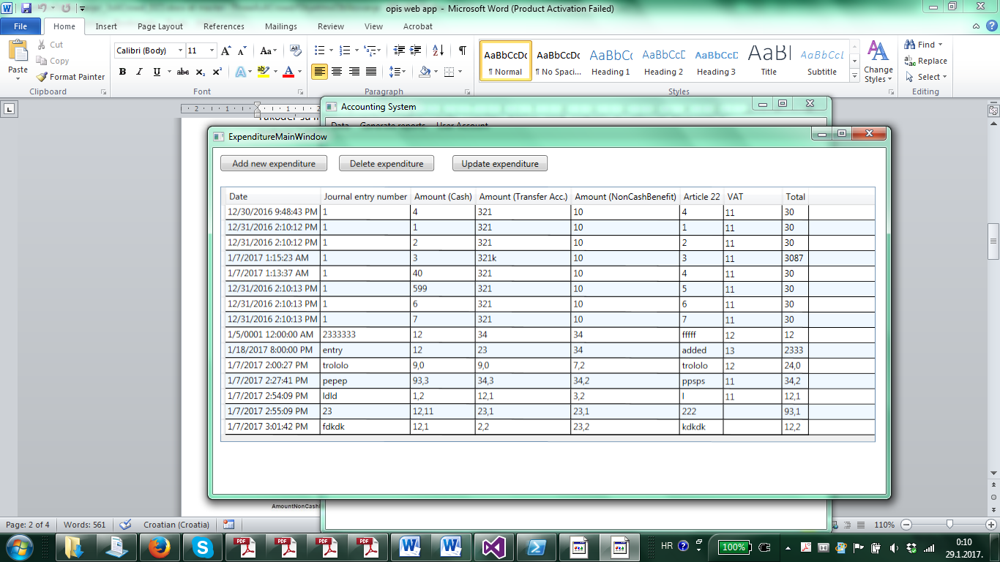 opis web app - Microsoft Word (Product Activation Failed)
File Home Insert Page Layout References Mailings Review View Acrobat
Paste Cut Copy Format Painter
Calibri (Body) 11
AaBbCcDc AaBbCcDc AaBbCc AaBbCc AaBbCcD AaBl AaBbCcL
¶ Normal ¶ No Spaci... Heading 1 Heading 2 Heading 3 Title Subtitle
Change Styles
Find Replace Select
Clipboard Font Paragraph Styles Editing
Accounting System
Data Generate reports User Account
ExpenditureMainWindow
Add new expenditure Delete expenditure Update expenditure
Date Journal entry number Amount (Cash) Amount (Transfer Acc.) Amount (NonCashBenefit) Article 22 VAT Total
12/30/2016 9:48:43 PM 1 4 321 10 4 11 30
12/31/2016 2:10:12 PM 1 1 321 10 1 11 30
12/31/2016 2:10:12 PM 1 2 321 10 2 11 30
1/7/2017 1:15:23 AM 1 3 321k 10 3 11 3087
1/7/2017 1:13:37 AM 1 40 321 10 4 11 30
12/31/2016 2:10:13 PM 1 599 321 10 5 11 30
12/31/2016 2:10:13 PM 1 6 321 10 6 11 30
12/31/2016 2:10:13 PM 1 7 321 10 7 11 30
1/5/0001 12:00:00 AM 2333333 12 34 34 fffff 12 12
1/18/2017 8:00:00 PM entry 12 23 34 added 13 2333
1/7/2017 2:00:27 PM trololo 9,0 9,0 7,2 trololo 12 24,0
1/7/2017 2:27:41 PM pepep 93,3 34,3 34,2 ppsps 11 34,2
1/7/2017 2:54:09 PM ldld 1,2 12,1 3,2 l 11 12,1
1/7/2017 2:55:09 PM 23 12,11 23,1 23,1 222 93,1
1/7/2017 3:01:42 PM fdkdk 12,1 2,2 23,2 kdkdk 12,2
Page: 2 of 4 Words: 561 Croatian (Croatia) 110%
HR 100% 0:10
29.1.2017.